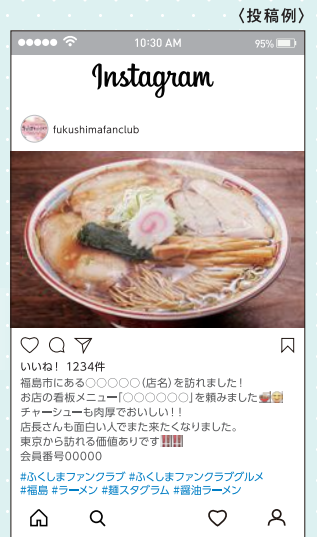 〈投稿例〉
10:30 AM
95%
Instagram
fukushimafanclub
いいね！ 1234件
福島市にある○○○○○（店名）を訪れました！
お店の看板メニュー「○○○○○○」を頼みました🍜😋
チャーシューも肉厚でおいしい！！
店長さんも面白い人でまた来たくなりました。
東京から訪れる価値ありです‼️‼️
会員番号00000
#ふくしまファンクラブ #ふくしまファンクラブグルメ
#福島 #ラーメン #麺スタグラム #醤油ラーメン